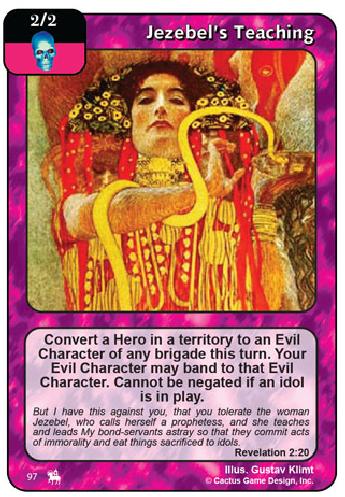 2/2
Jezebel's Teaching
Convert a Hero in a territory to an Evil
Character of any brigade this turn. Your
Evil Character may band to that Evil
Character. Cannot be negated if an idol
is in play.
But I have this against you, that you tolerate the woman
Jezebel, who calls herself a prophetess, and she teaches
and leads My bond-servants astray so that they commit acts
of immorality and eat things sacrificed to idols.
Revelation 2:20
Illus. Gustav Klimt
97 © Cactus Game Design, Inc.